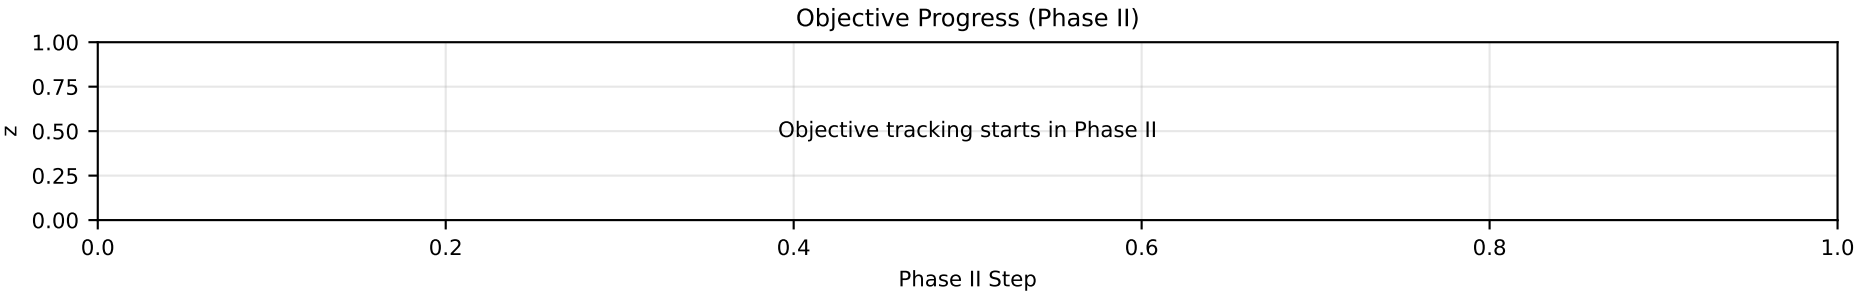 Objective Progress (Phase II)
1.00
0.75
0.50
0.25
0.00
z
Objective tracking starts in Phase II
0.0 0.2 0.4 0.6 0.8 1.0
Phase II Step